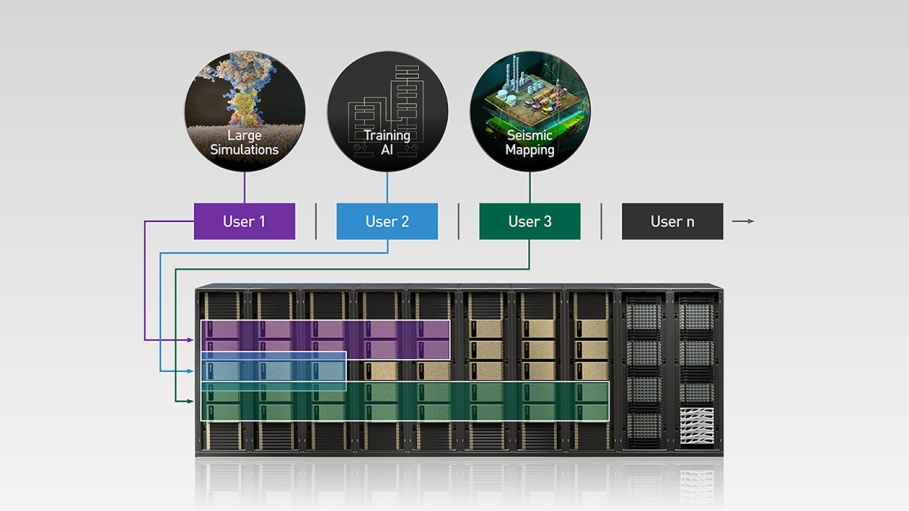 Large
Simulations
Training
AI
Seismic
Mapping
User 1
User 2
User 3
User n